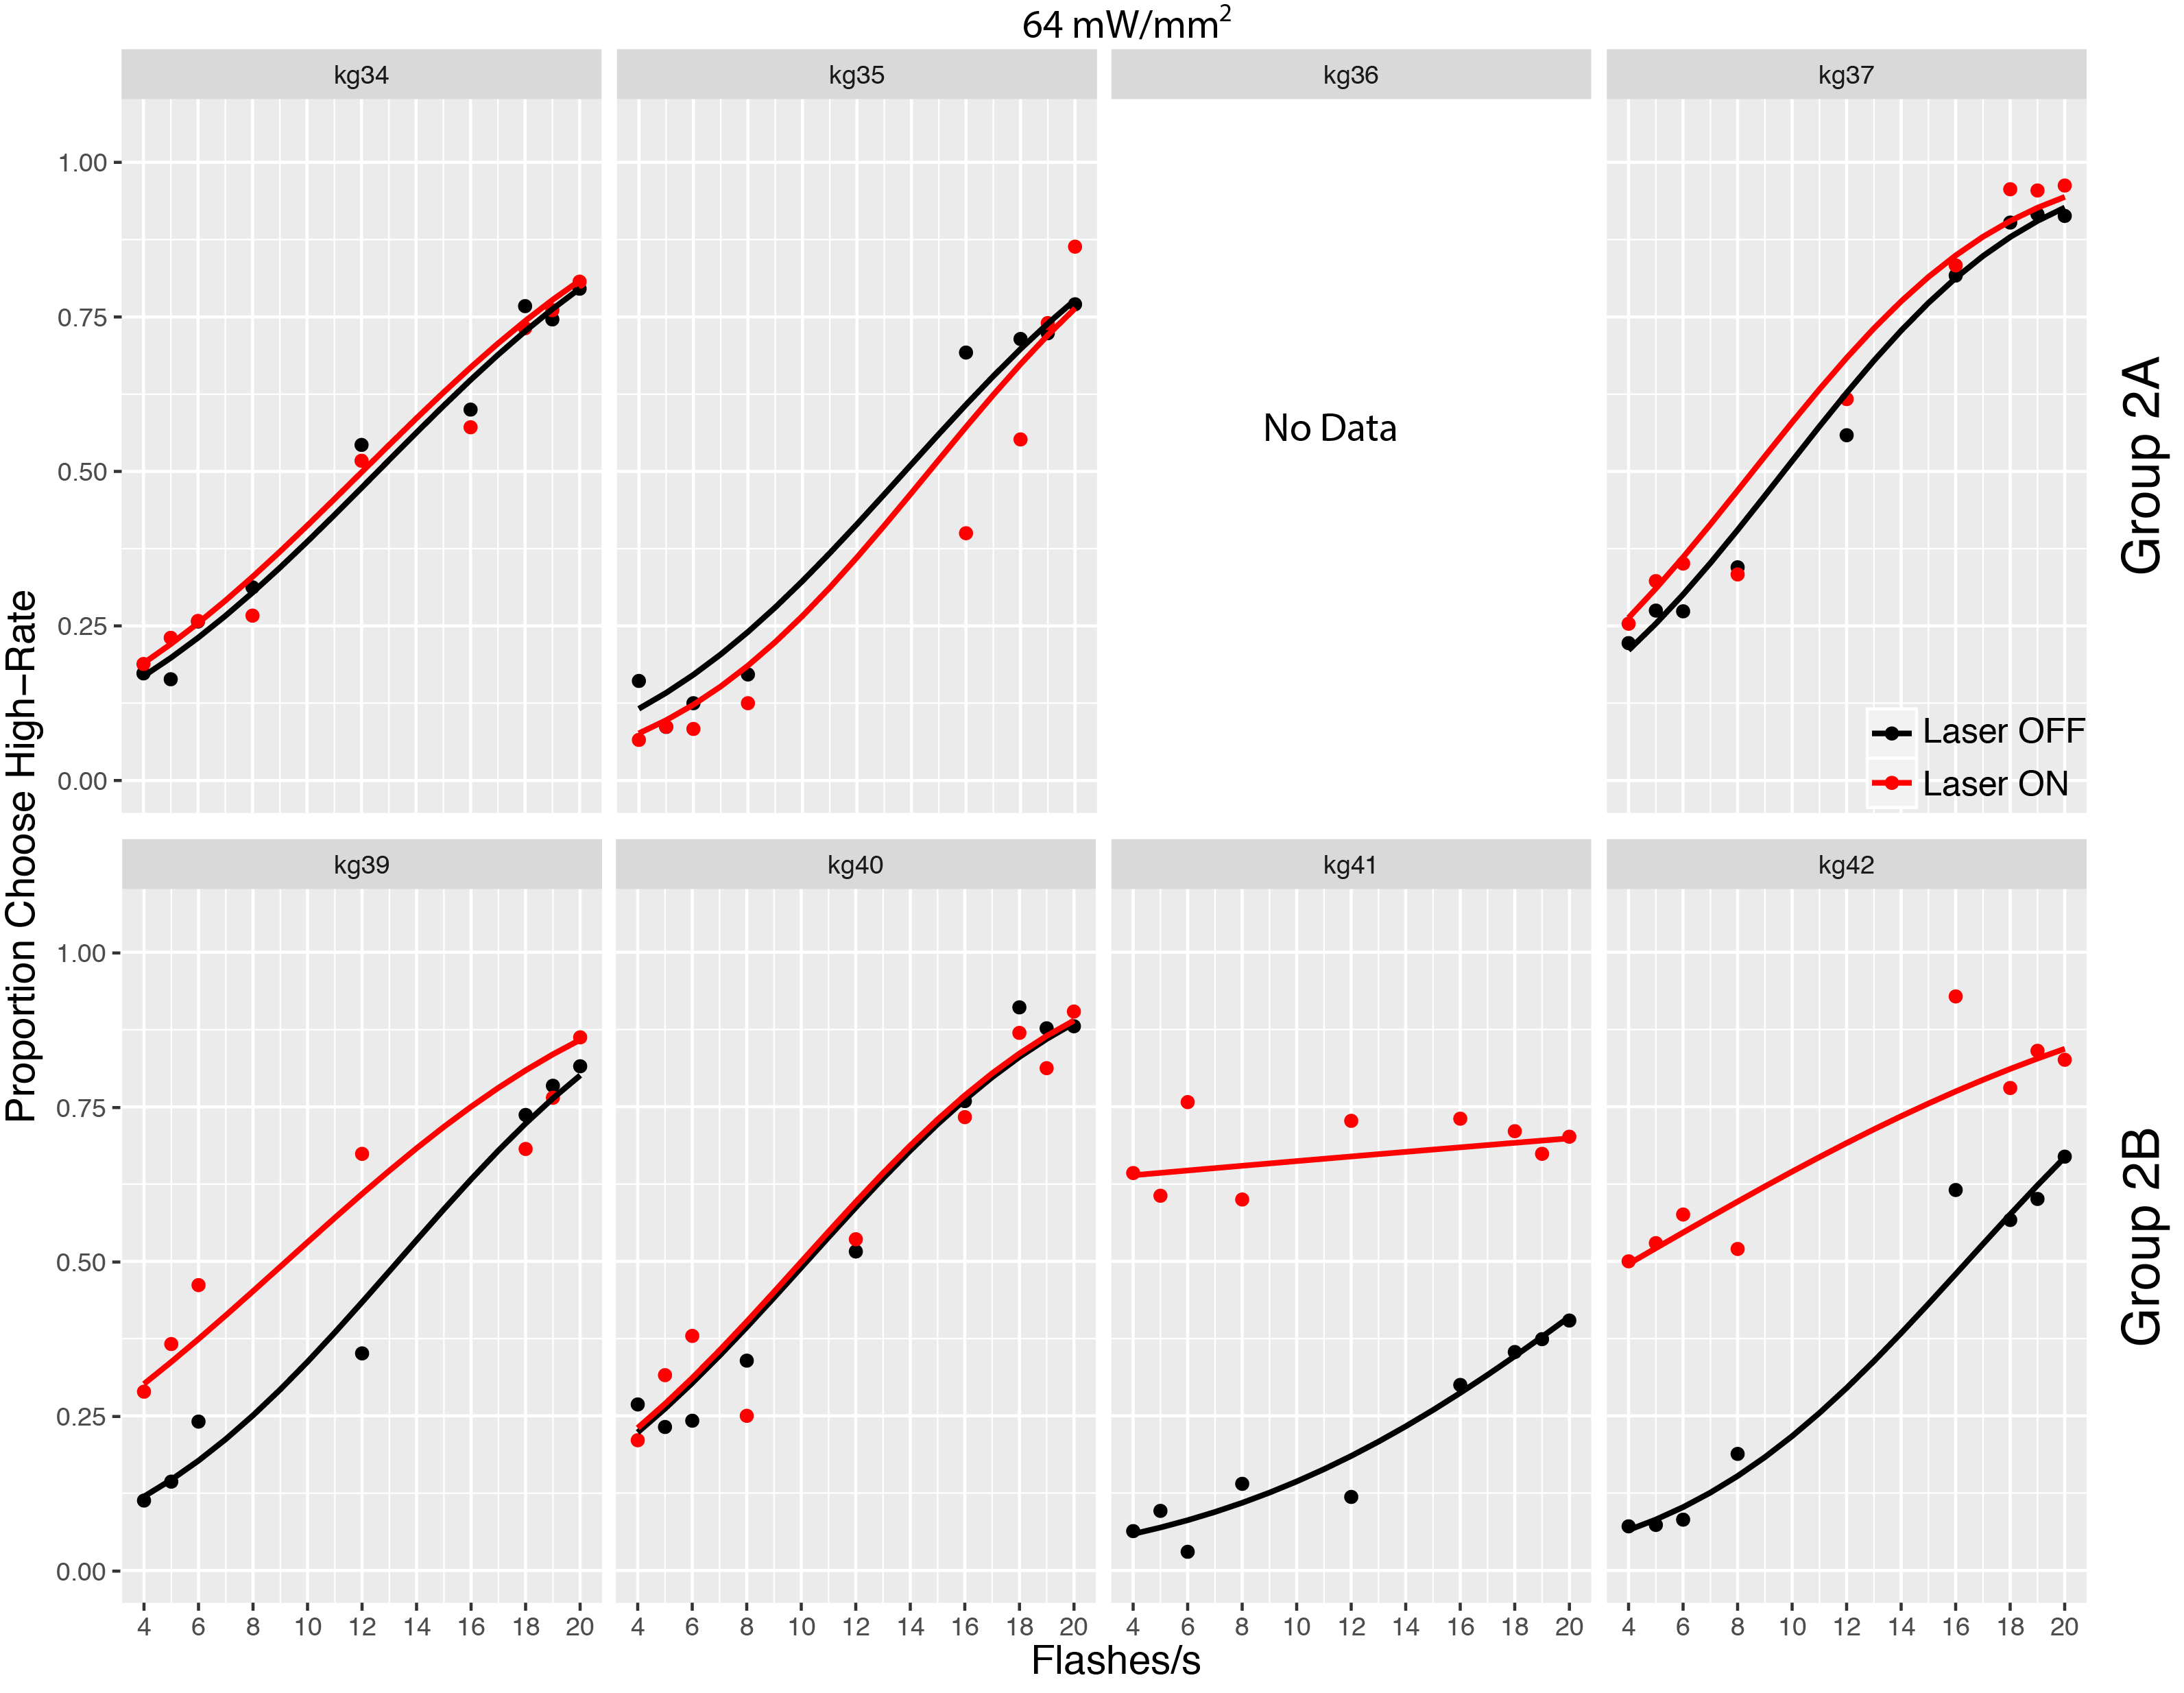 64 mW/mm²
kg34 kg35 kg36 kg37
1.00
0.75
0.50
0.25
0.00
No Data
Laser OFF
Laser ON
Group 2A
Proportion Choose High–Rate
kg39 kg40 kg41 kg42
1.00
0.75
0.50
0.25
0.00
Group 2B
4 6 8 10 12 14 16 18 20 4 6 8 10 12 14 16 18 20 4 6 8 10 12 14 16 18 20 4 6 8 10 12 14 16 18 20
Flashes/s